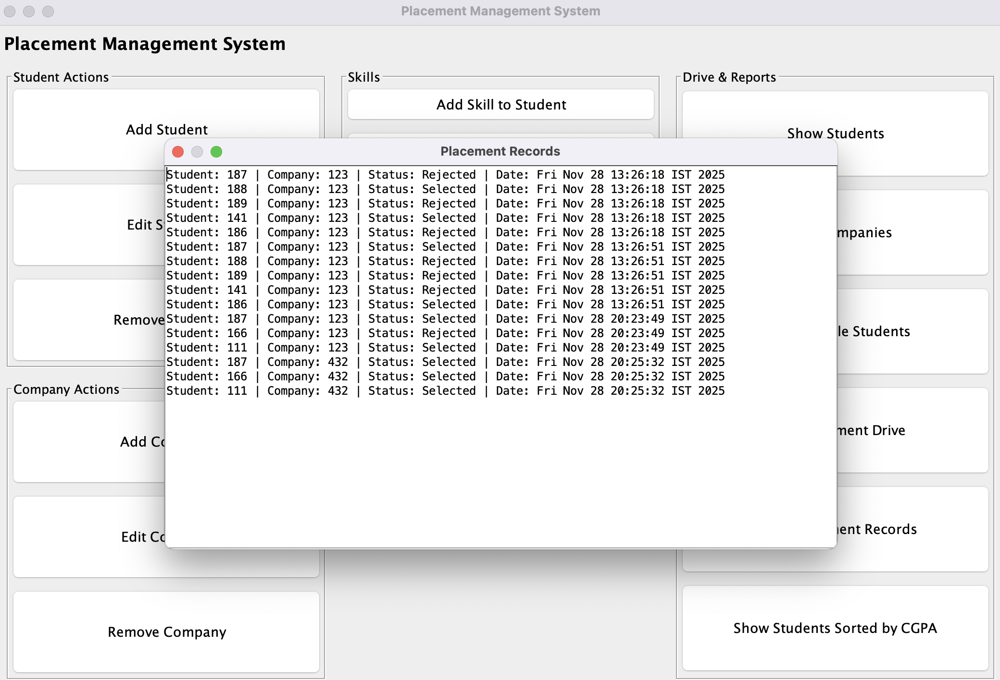 Placement Management System
Placement Management System
Student Actions
Add Student
Edit S
Remove
Company Actions
Add Co
Edit Co
Remove Company
Skills
Add Skill to Student
Drive & Reports
Show Students
mpanies
le Students
ment Drive
ent Records
Show Students Sorted by CGPA
Placement Records
Student: 187 | Company: 123 | Status: Rejected | Date: Fri Nov 28 13:26:18 IST 2025
Student: 188 | Company: 123 | Status: Selected | Date: Fri Nov 28 13:26:18 IST 2025
Student: 189 | Company: 123 | Status: Rejected | Date: Fri Nov 28 13:26:18 IST 2025
Student: 141 | Company: 123 | Status: Selected | Date: Fri Nov 28 13:26:18 IST 2025
Student: 186 | Company: 123 | Status: Rejected | Date: Fri Nov 28 13:26:18 IST 2025
Student: 187 | Company: 123 | Status: Selected | Date: Fri Nov 28 13:26:51 IST 2025
Student: 188 | Company: 123 | Status: Rejected | Date: Fri Nov 28 13:26:51 IST 2025
Student: 189 | Company: 123 | Status: Rejected | Date: Fri Nov 28 13:26:51 IST 2025
Student: 141 | Company: 123 | Status: Rejected | Date: Fri Nov 28 13:26:51 IST 2025
Student: 186 | Company: 123 | Status: Selected | Date: Fri Nov 28 13:26:51 IST 2025
Student: 187 | Company: 123 | Status: Selected | Date: Fri Nov 28 20:23:49 IST 2025
Student: 166 | Company: 123 | Status: Rejected | Date: Fri Nov 28 20:23:49 IST 2025
Student: 111 | Company: 123 | Status: Selected | Date: Fri Nov 28 20:23:49 IST 2025
Student: 187 | Company: 432 | Status: Selected | Date: Fri Nov 28 20:25:32 IST 2025
Student: 166 | Company: 432 | Status: Selected | Date: Fri Nov 28 20:25:32 IST 2025
Student: 111 | Company: 432 | Status: Selected | Date: Fri Nov 28 20:25:32 IST 2025